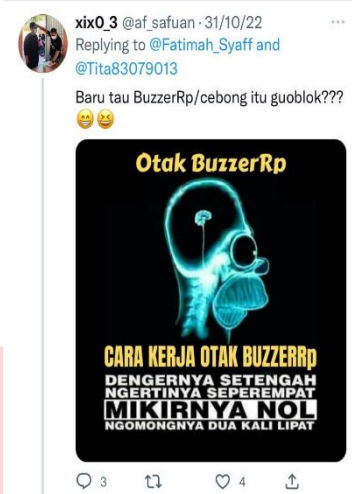 xix0_3 @af_safuan · 31/10/22
Replying to @Fatimah_Syaff and
@Tita83079013
Baru tau BuzzerRp/cebong itu guoblok???
Otak BuzzerRp
CARA KERJA OTAK BUZZERRp
DENGERNYA SETENGAH
NGERTINYA SEPEREMPAT
MIKIRNYA NOL
NGOMONGNYA DUA KALI LIPAT
3
4